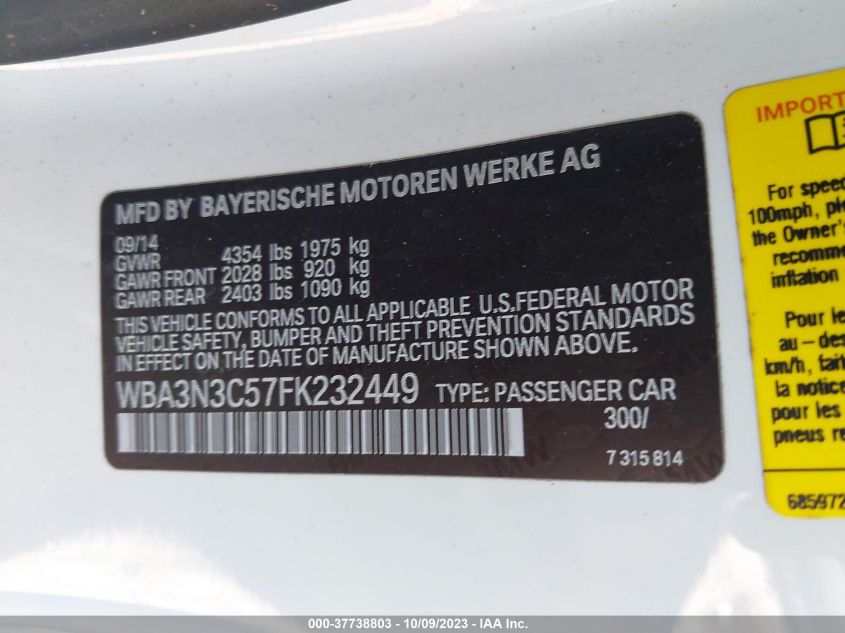 MFD BY BAYERISCHE MOTOREN WERKE AG
09/14
GVWR 4354 lbs 1975 kg
GAWR FRONT 2028 lbs 920 kg
GAWR REAR 2403 lbs 1090 kg
THIS VEHICLE CONFORMS TO ALL APPLICABLE U.S.FEDERAL MOTOR
VEHICLE SAFETY, BUMPER AND THEFT PREVENTION STANDARDS
IN EFFECT ON THE DATE OF MANUFACTURE SHOWN ABOVE.
WBA3N3C57FK232449 TYPE: PASSENGER CAR
300/
7 315 814
IMPORT
For speed
100mph, ple
the Owner's
recomme
inflation
Pour le
au-des
km/h, fait
la notice
pour les
pneus re
685972
000-37738803 - 10/09/2023 - IAA Inc.